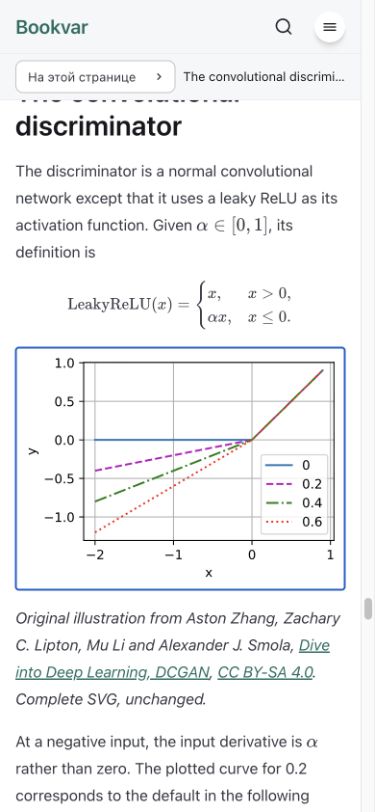 Bookvar
На этой странице > The convolutional discrimi...
The convolutional
discriminator
The discriminator is a normal convolutional
network except that it uses a leaky ReLU as its
activation function. Given α ∈ [0, 1], its
definition is
LeakyReLU(x) = { x, x > 0,
αx, x ≤ 0.
1.0
0.5
0.0
−0.5
−1.0
y
0
0.2
0.4
0.6
−2 −1 0 1
x
Original illustration from Aston Zhang, Zachary
C. Lipton, Mu Li and Alexander J. Smola, Dive
into Deep Learning, DCGAN, CC BY-SA 4.0.
Complete SVG, unchanged.
At a negative input, the input derivative is α
rather than zero. The plotted curve for 0.2
corresponds to the default in the following